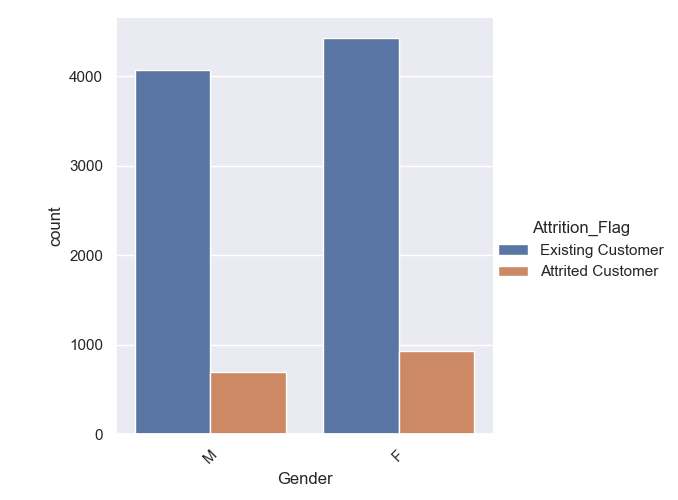 4000
3000
2000
1000
0
count
M
F
Gender
Attrition_Flag
Existing Customer
Attrited Customer